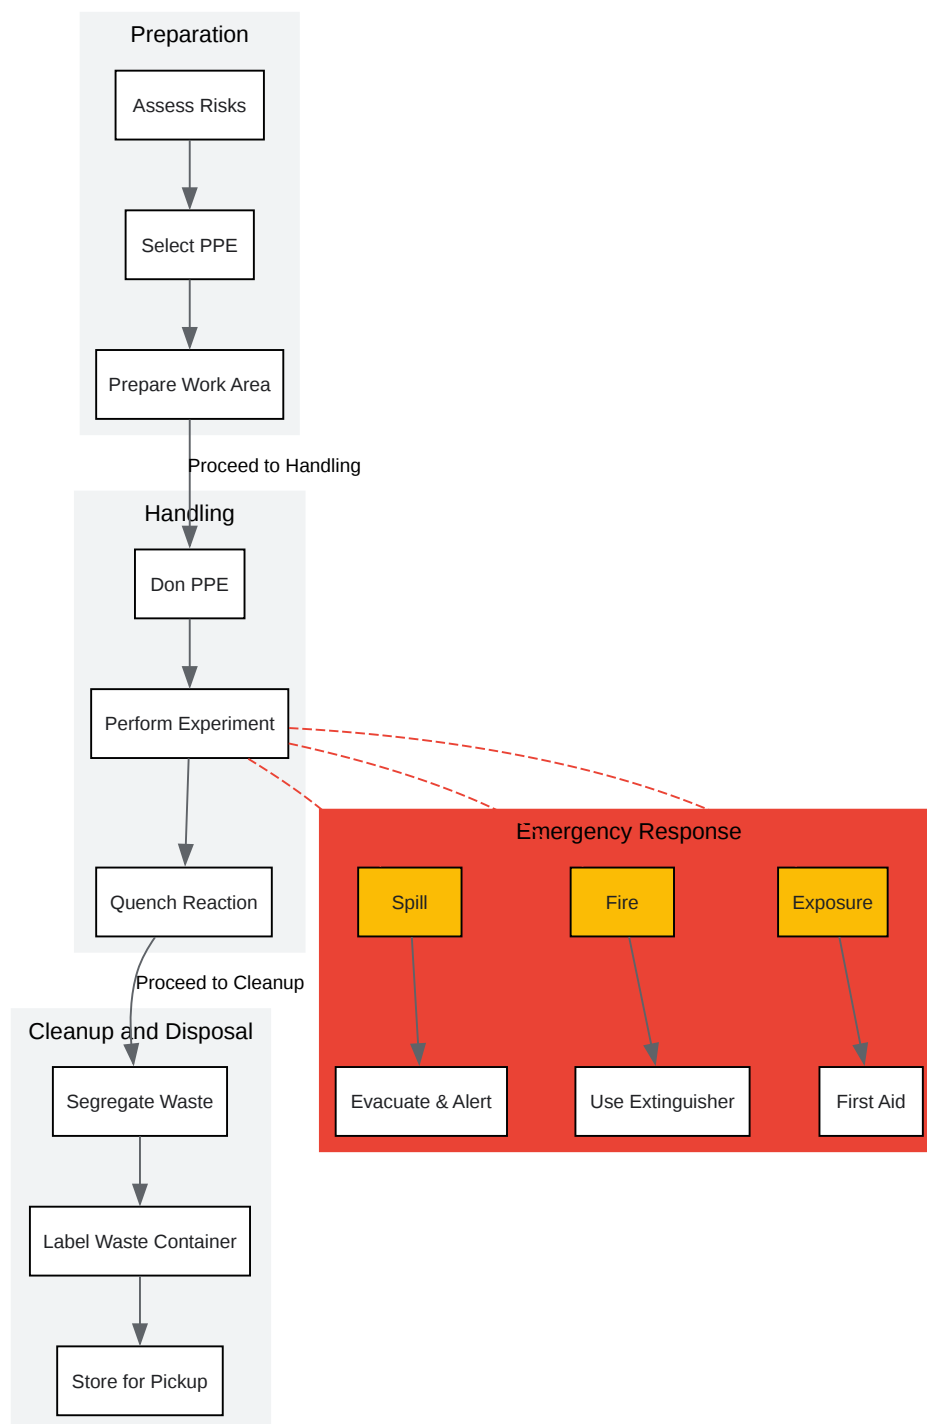 Preparation
Assess Risks
Select PPE
Prepare Work Area
Proceed to Handling
Handling
Don PPE
Perform Experiment
Emergency Response
Quench Reaction
Spill
Fire
Exposure
Proceed to Cleanup
Cleanup and Disposal
Segregate Waste
Evacuate & Alert
Use Extinguisher
First Aid
Label Waste Container
Store for Pickup